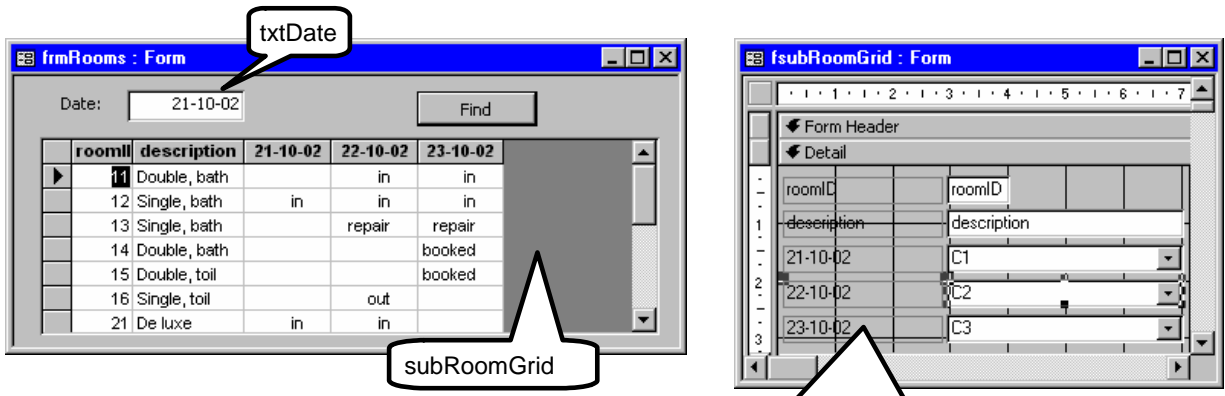 txtDate
frmRooms : Form
Date: 21-10-02 Find
roomII description 21-10-02 22-10-02 23-10-02
11 Double, bath in in
12 Single, bath in in in
13 Single, bath repair repair
14 Double, bath booked
15 Double, toil booked
16 Single, toil out
21 De luxe in in
subRoomGrid
fsubRoomGrid : Form
1 2 3 4 5 6 7
Form Header
Detail
roomID roomID
1 description description
21-10-02 C1
2 22-10-02 C2
23-10-02 C3
3